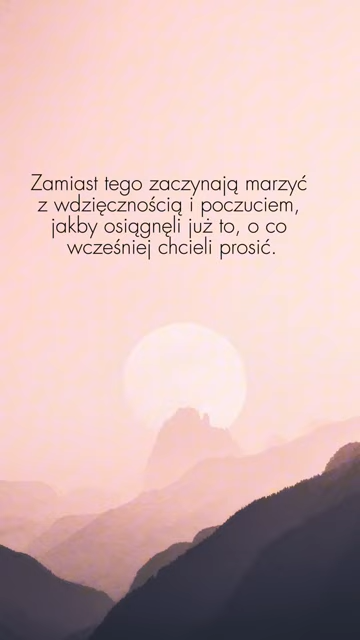 Zamiast tego zaczynają marzyć
z wdzięcznością i poczuciem,
jakby osiągnęli już to, o co
wcześniej chcieli prosić.